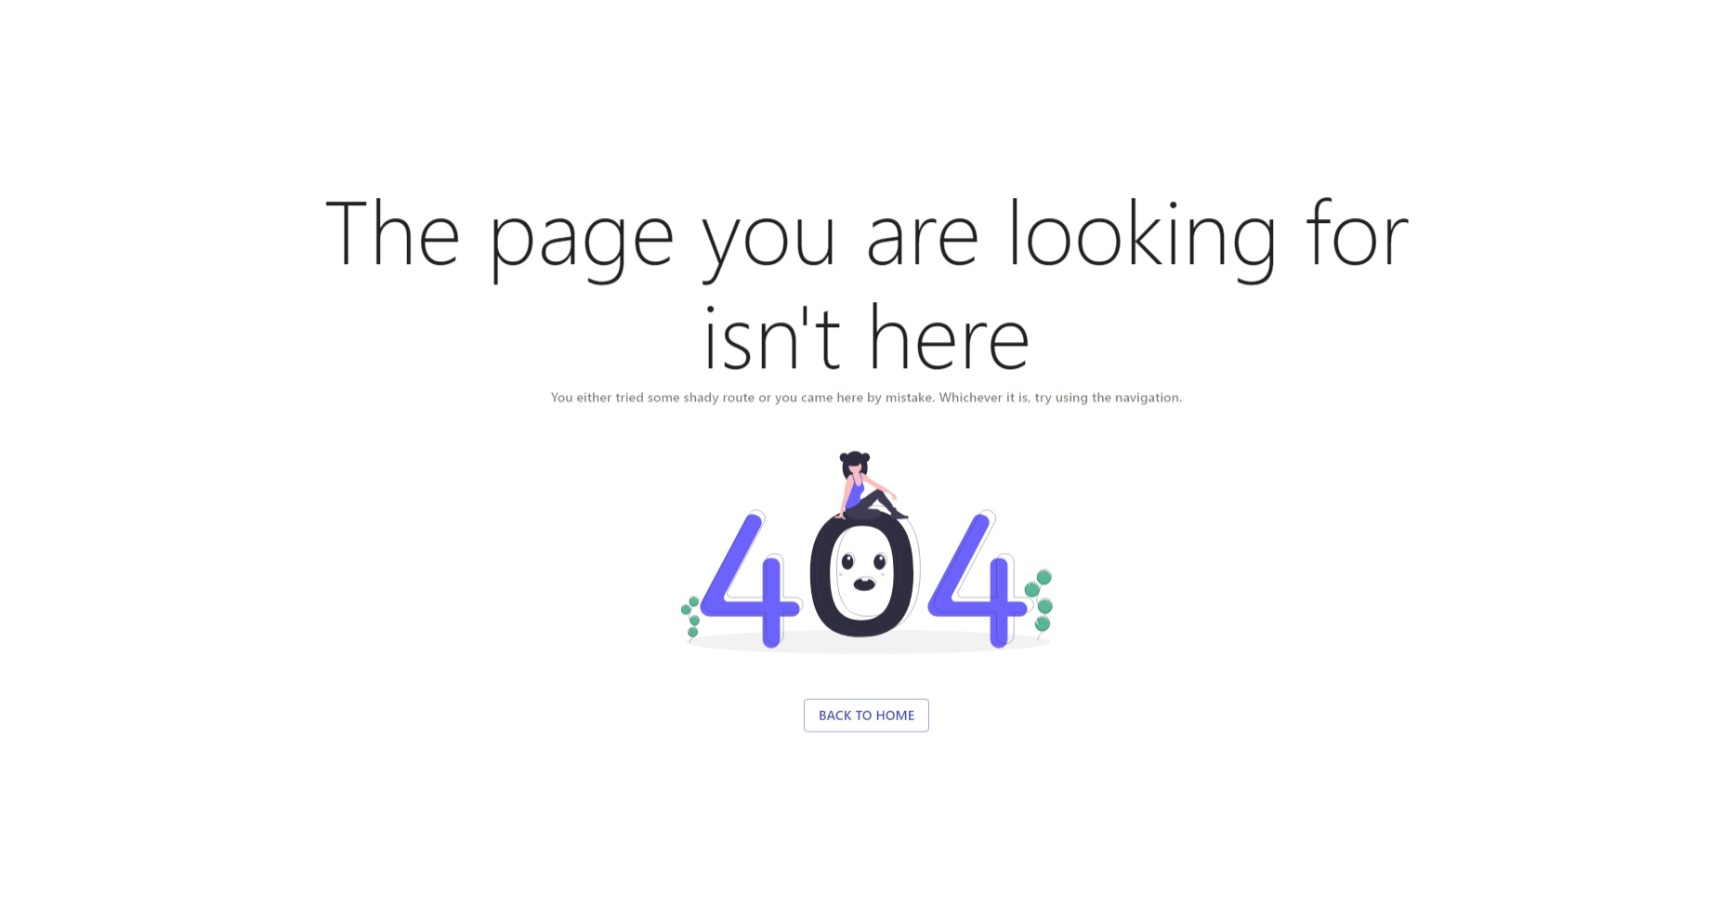 The page you are looking for
isn't here
You either tried some shady route or you came here by mistake. Whichever it is, try using the navigation.
404
BACK TO HOME